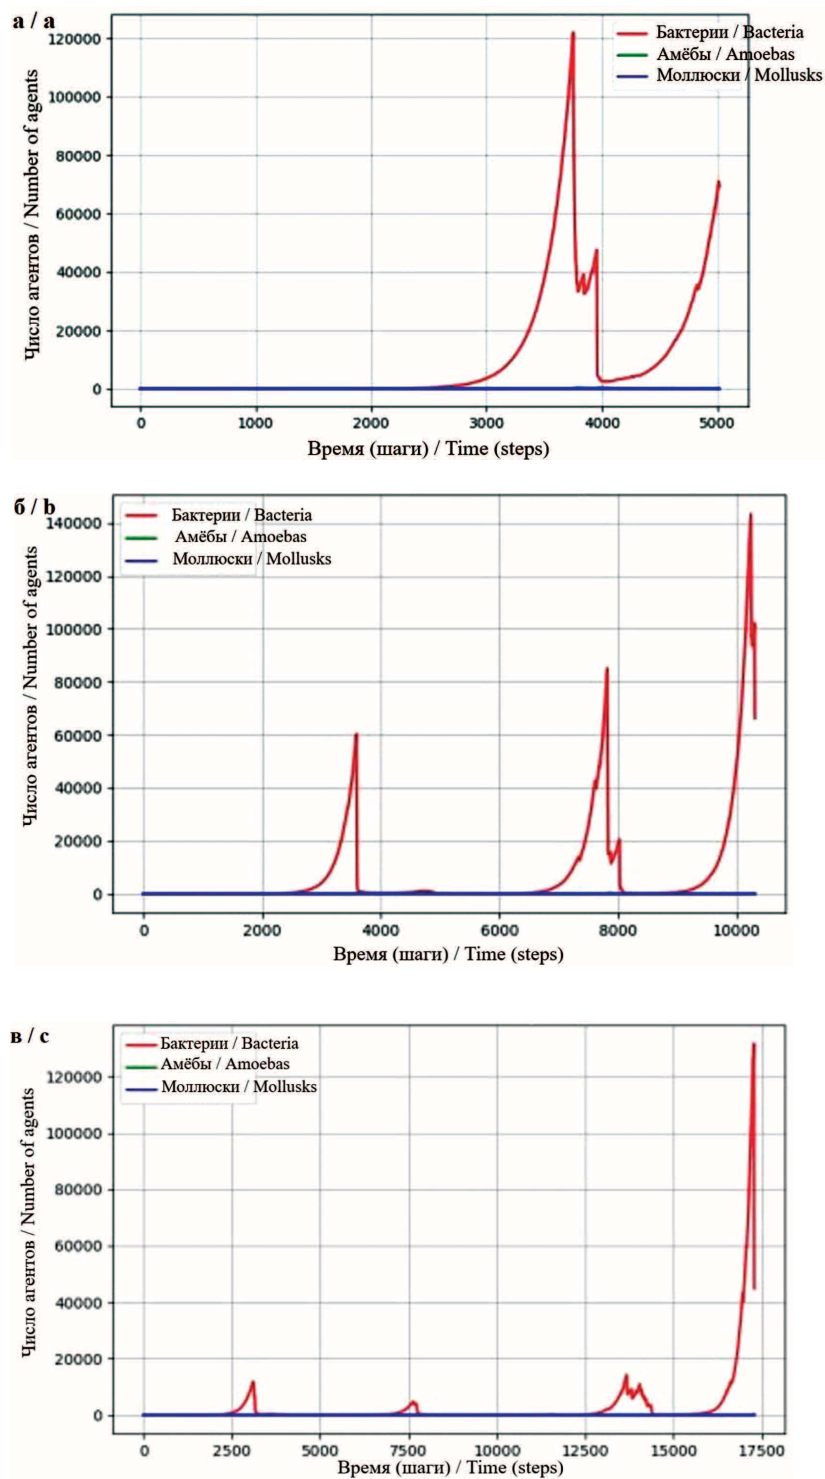 а / a
Число агентов / Number of agents
120000
100000
80000
60000
40000
20000
0
Бактерии / Bacteria
Амёбы / Amoebas
Моллюски / Mollusks
0 1000 2000 3000 4000 5000
Время (шаги) / Time (steps)
б / b
Число агентов / Number of agents
140000
120000
100000
80000
60000
40000
20000
0
Бактерии / Bacteria
Амёбы / Amoebas
Моллюски / Mollusks
0 2000 4000 6000 8000 10000
Время (шаги) / Time (steps)
в / c
Число агентов / Number of agents
120000
100000
80000
60000
40000
20000
0
Бактерии / Bacteria
Амёбы / Amoebas
Моллюски / Mollusks
0 2500 5000 7500 10000 12500 15000 17500
Время (шаги) / Time (steps)